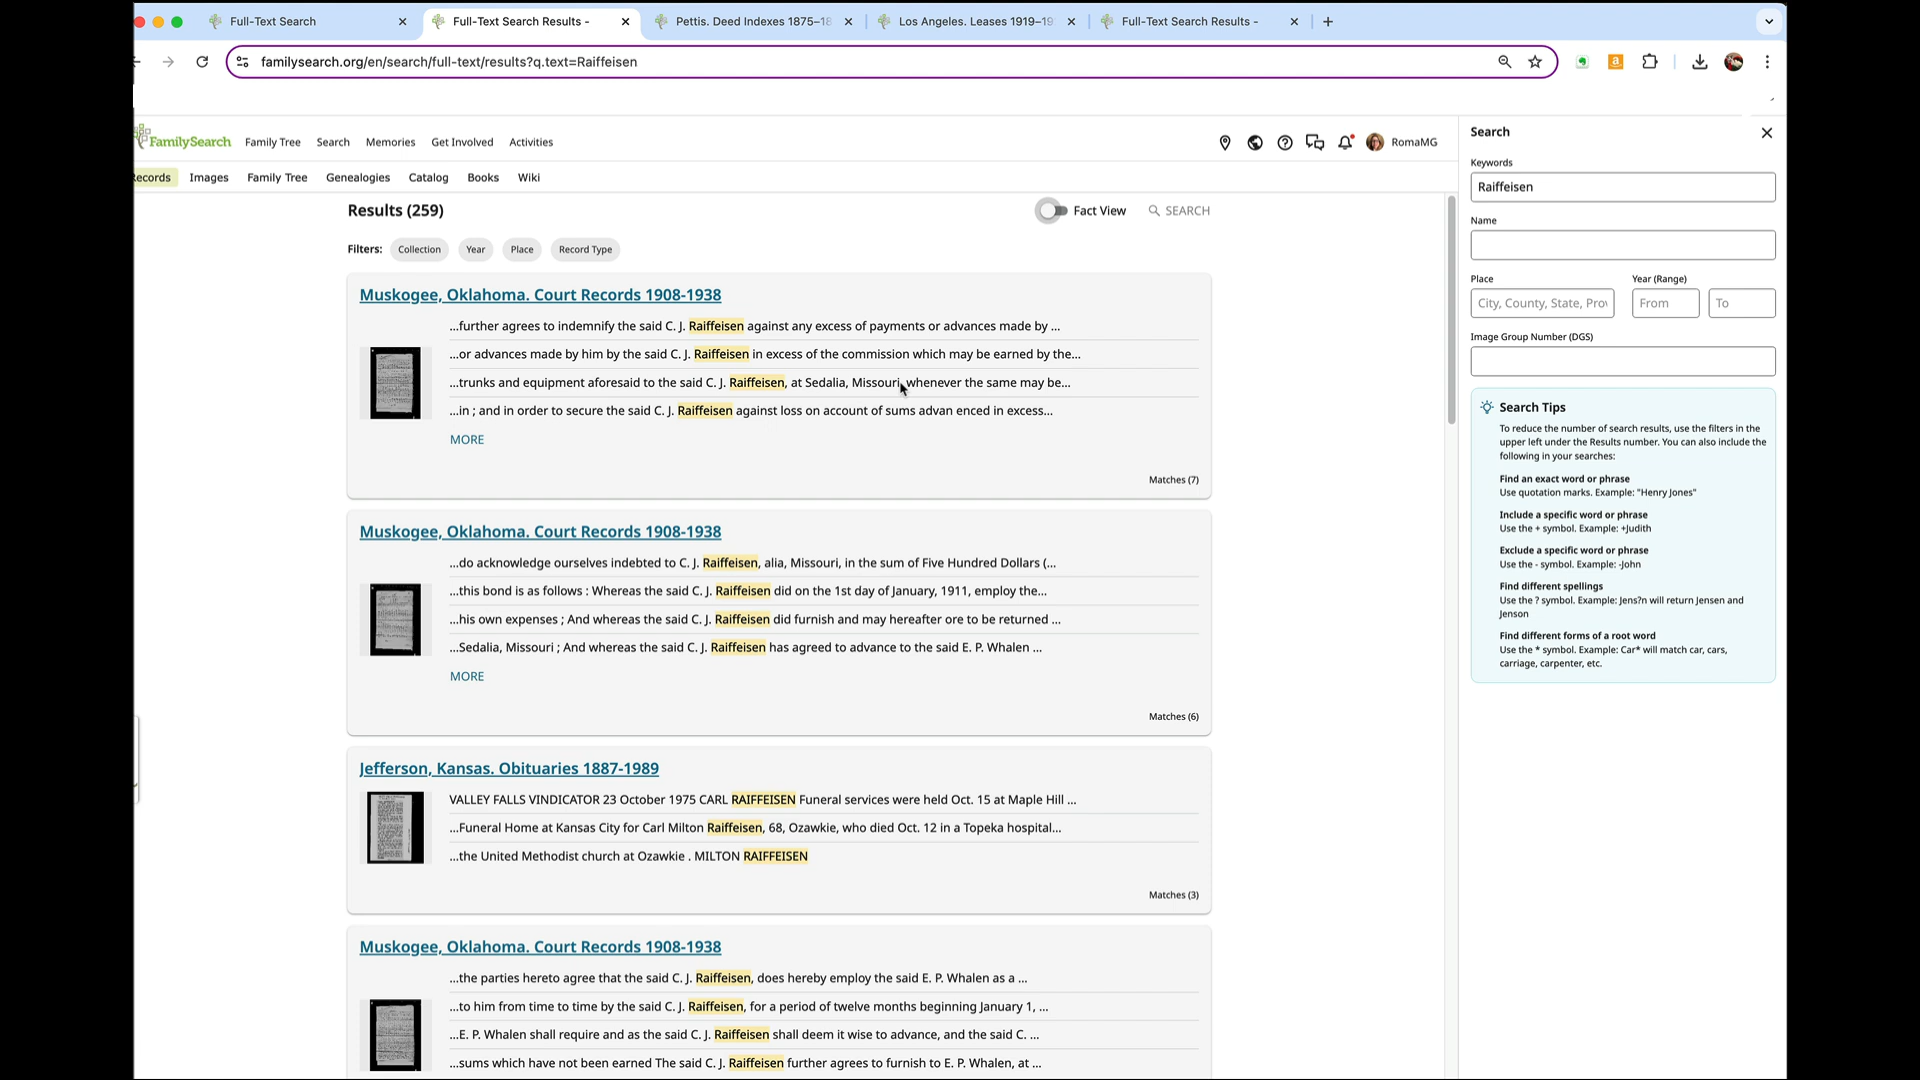 Full-Text Search
Full-Text Search Results -
Pettis. Deed Indexes 1875–18
Los Angeles. Leases 1919–19
Full-Text Search Results -
familysearch.org/en/search/full-text/results?q.text=Raiffeisen
FamilySearch
Family Tree
Search
Memories
Get Involved
Activities
RomaMG
Records
Images
Family Tree
Genealogies
Catalog
Books
Wiki
Results (259)
Fact View
SEARCH
Filters:
Collection
Year
Place
Record Type
Muskogee, Oklahoma. Court Records 1908-1938
...further agrees to indemnify the said C. J. Raiffeisen against any excess of payments or advances made by ...
...or advances made by him by the said C. J. Raiffeisen in excess of the commission which may be earned by the...
...trunks and equipment aforesaid to the said C. J. Raiffeisen, at Sedalia, Missouri, whenever the same may be...
...in ; and in order to secure the said C. J. Raiffeisen against loss on account of sums advan enced in excess...
MORE
Matches (7)
Muskogee, Oklahoma. Court Records 1908-1938
...do acknowledge ourselves indebted to C. J. Raiffeisen, alia, Missouri, in the sum of Five Hundred Dollars (...
...this bond is as follows : Whereas the said C. J. Raiffeisen did on the 1st day of January, 1911, employ the...
...his own expenses ; And whereas the said C. J. Raiffeisen did furnish and may hereafter ore to be returned ...
...Sedalia, Missouri ; And whereas the said C. J. Raiffeisen has agreed to advance to the said E. P. Whalen ...
MORE
Matches (6)
Jefferson, Kansas. Obituaries 1887-1989
VALLEY FALLS VINDICATOR 23 October 1975 CARL RAIFFEISEN Funeral services were held Oct. 15 at Maple Hill ...
...Funeral Home at Kansas City for Carl Milton Raiffeisen, 68, Ozawkie, who died Oct. 12 in a Topeka hospital...
...the United Methodist church at Ozawkie . MILTON RAIFFEISEN
Matches (3)
Muskogee, Oklahoma. Court Records 1908-1938
...the parties hereto agree that the said C. J. Raiffeisen, does hereby employ the said E. P. Whalen as a ...
...to him from time to time by the said C. J. Raiffeisen, for a period of twelve months beginning January 1, ...
...E. P. Whalen shall require and as the said C. J. Raiffeisen shall deem it wise to advance, and the said C. ...
...sums which have not been earned The said C. J. Raiffeisen further agrees to furnish to E. P. Whalen, at ...
Search
Keywords
Raiffeisen
Name
Place
Year (Range)
City, County, State, Prov
From
To
Image Group Number (DGS)
Search Tips
To reduce the number of search results, use the filters in the
upper left under the Results number. You can also include the
following in your searches:
Find an exact word or phrase
Use quotation marks. Example: "Henry Jones"
Include a specific word or phrase
Use the + symbol. Example: +Judith
Exclude a specific word or phrase
Use the - symbol. Example: -John
Find different spellings
Use the ? symbol. Example: Jens?n will return Jensen and
Jenson
Find different forms of a root word
Use the * symbol. Example: Car* will match car, cars,
carriage, carpenter, etc.